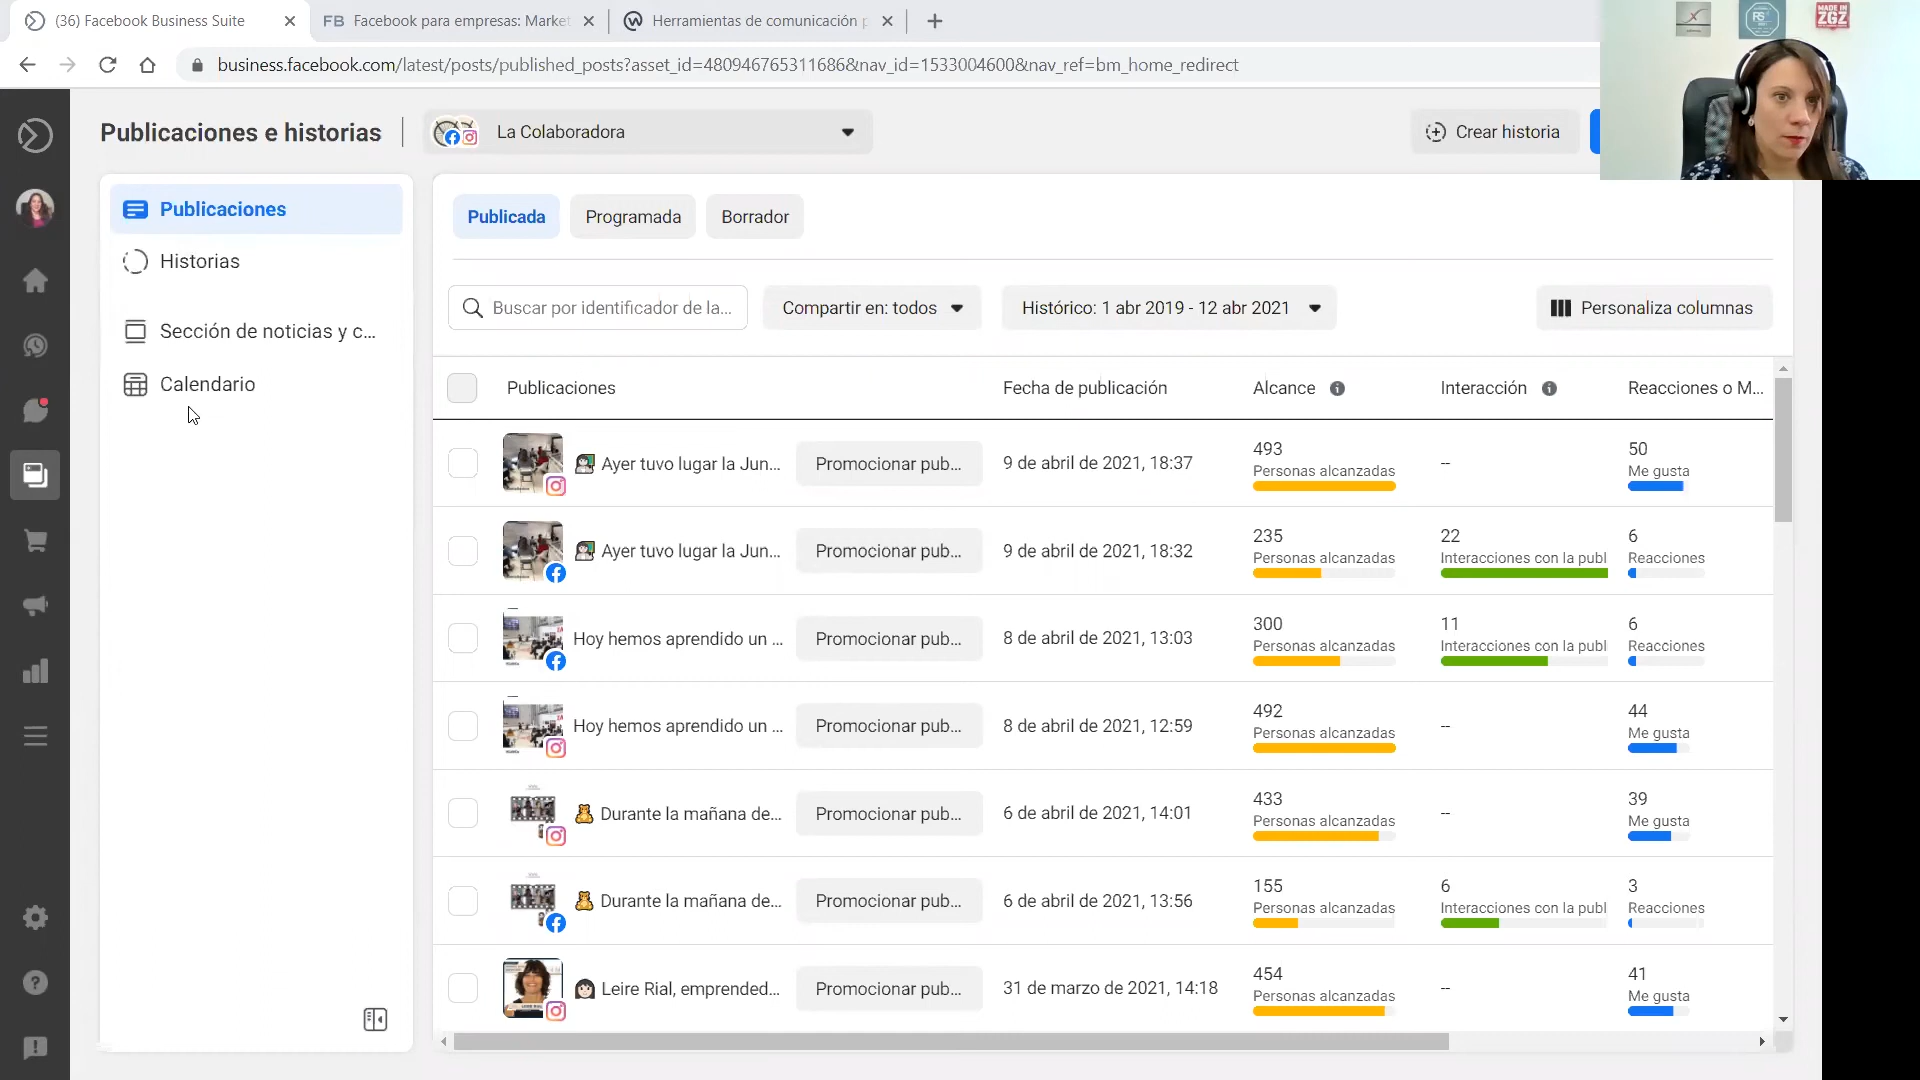 (36) Facebook Business Suite
FB Facebook para empresas: Market
Herramientas de comunicación p
business.facebook.com/latest/posts/published_posts?asset_id=480946765311686&nav_id=1533004600&nav_ref=bm_home_redirect
RS
MADE IN
ZGZ
Publicaciones e historias
La Colaboradora
Crear historia
Publicaciones
Historias
Sección de noticias y c...
Calendario
Publicada
Programada
Borrador
Buscar por identificador de la...
Compartir en: todos
Histórico: 1 abr 2019 - 12 abr 2021
Personaliza columnas
Publicaciones
Fecha de publicación
Alcance
Interacción
Reacciones o M...
Ayer tuvo lugar la Jun...
Promocionar pub...
9 de abril de 2021, 18:37
493
Personas alcanzadas
--
50
Me gusta
Ayer tuvo lugar la Jun...
Promocionar pub...
9 de abril de 2021, 18:32
235
Personas alcanzadas
22
Interacciones con la publ
6
Reacciones
Hoy hemos aprendido un ...
Promocionar pub...
8 de abril de 2021, 13:03
300
Personas alcanzadas
11
Interacciones con la publ
6
Reacciones
Hoy hemos aprendido un ...
Promocionar pub...
8 de abril de 2021, 12:59
492
Personas alcanzadas
--
44
Me gusta
Durante la mañana de...
Promocionar pub...
6 de abril de 2021, 14:01
433
Personas alcanzadas
--
39
Me gusta
Durante la mañana de...
Promocionar pub...
6 de abril de 2021, 13:56
155
Personas alcanzadas
6
Interacciones con la publ
3
Reacciones
Leire Rial, emprended...
Promocionar pub...
31 de marzo de 2021, 14:18
454
Personas alcanzadas
--
41
Me gusta